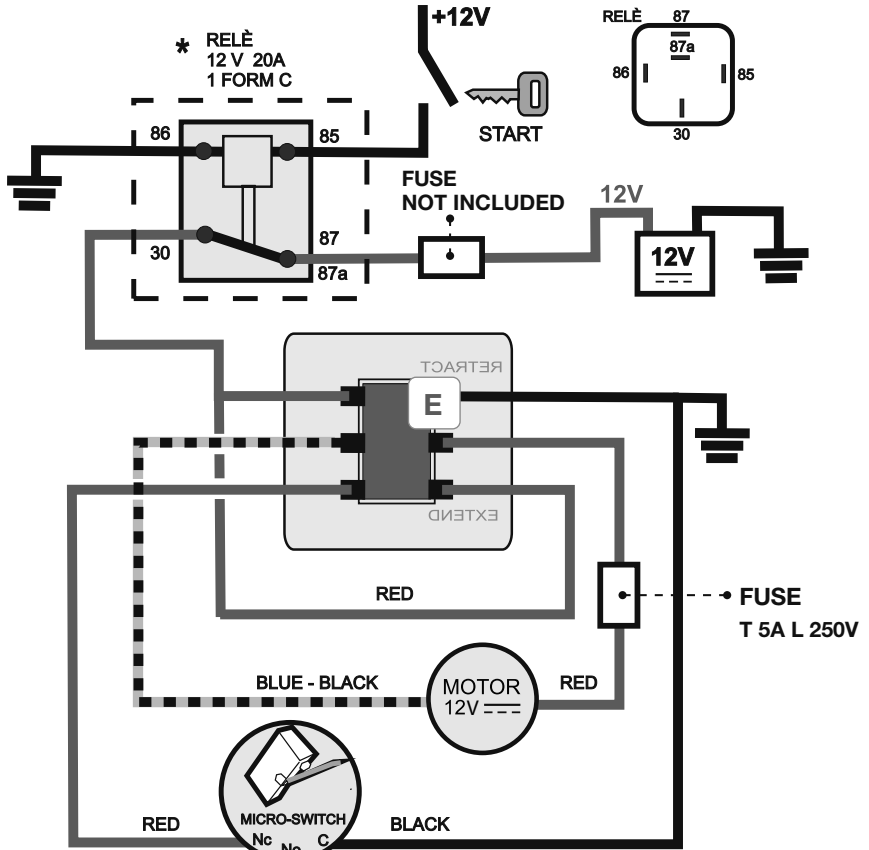 +12V
RELÈ
87
87a
86
85
30
* RELÈ
12 V 20A
1 FORM C
START
86
85
FUSE
NOT INCLUDED
12V
30
87
87a
12V
RETRACT
E
EXTEND
RED
FUSE
T 5A L 250V
BLUE - BLACK
MOTOR
12V
RED
MICRO-SWITCH
RED
BLACK
Nc
No
C